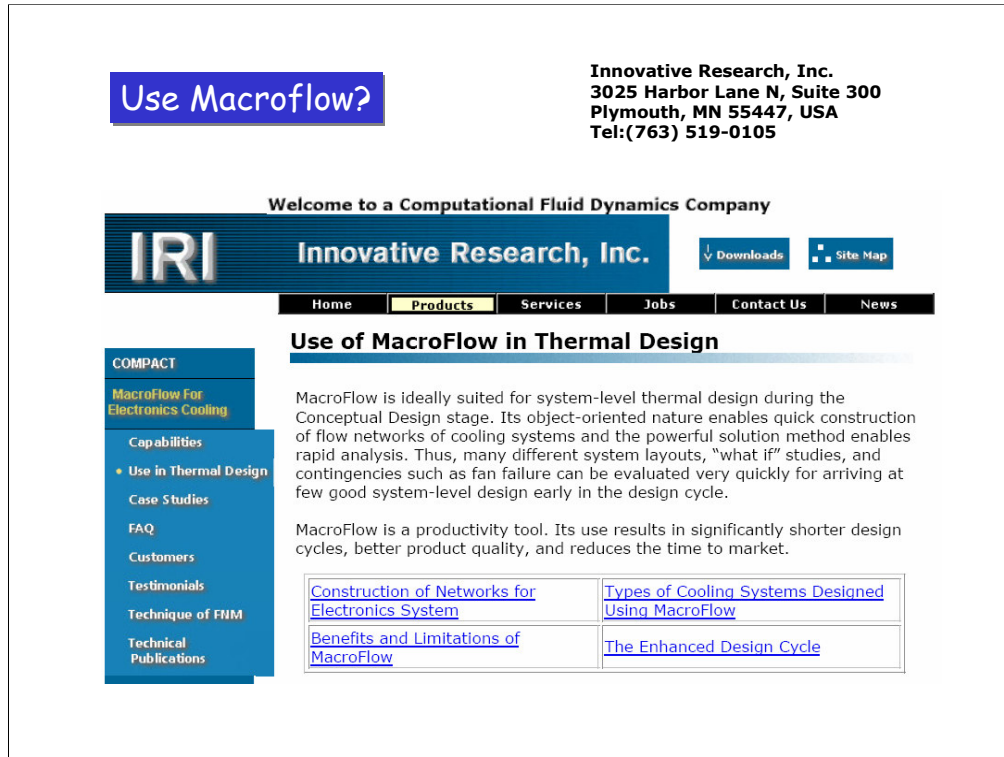 Use Macroflow?
Innovative Research, Inc.
3025 Harbor Lane N, Suite 300
Plymouth, MN 55447, USA
Tel:(763) 519-0105
Welcome to a Computational Fluid Dynamics Company
IRI
Innovative Research, Inc.
Downloads
Site Map
Home Products Services Jobs Contact Us News
Use of MacroFlow in Thermal Design
COMPACT
MacroFlow For
Electronics Cooling
Capabilities
• Use in Thermal Design
Case Studies
FAQ
Customers
Testimonials
Technique of FNM
Technical
Publications
MacroFlow is ideally suited for system-level thermal design during the
Conceptual Design stage. Its object-oriented nature enables quick construction
of flow networks of cooling systems and the powerful solution method enables
rapid analysis. Thus, many different system layouts, “what if” studies, and
contingencies such as fan failure can be evaluated very quickly for arriving at
few good system-level design early in the design cycle.
MacroFlow is a productivity tool. Its use results in significantly shorter design
cycles, better product quality, and reduces the time to market.
Construction of Networks for
Electronics System
Types of Cooling Systems Designed
Using MacroFlow
Benefits and Limitations of
MacroFlow
The Enhanced Design Cycle